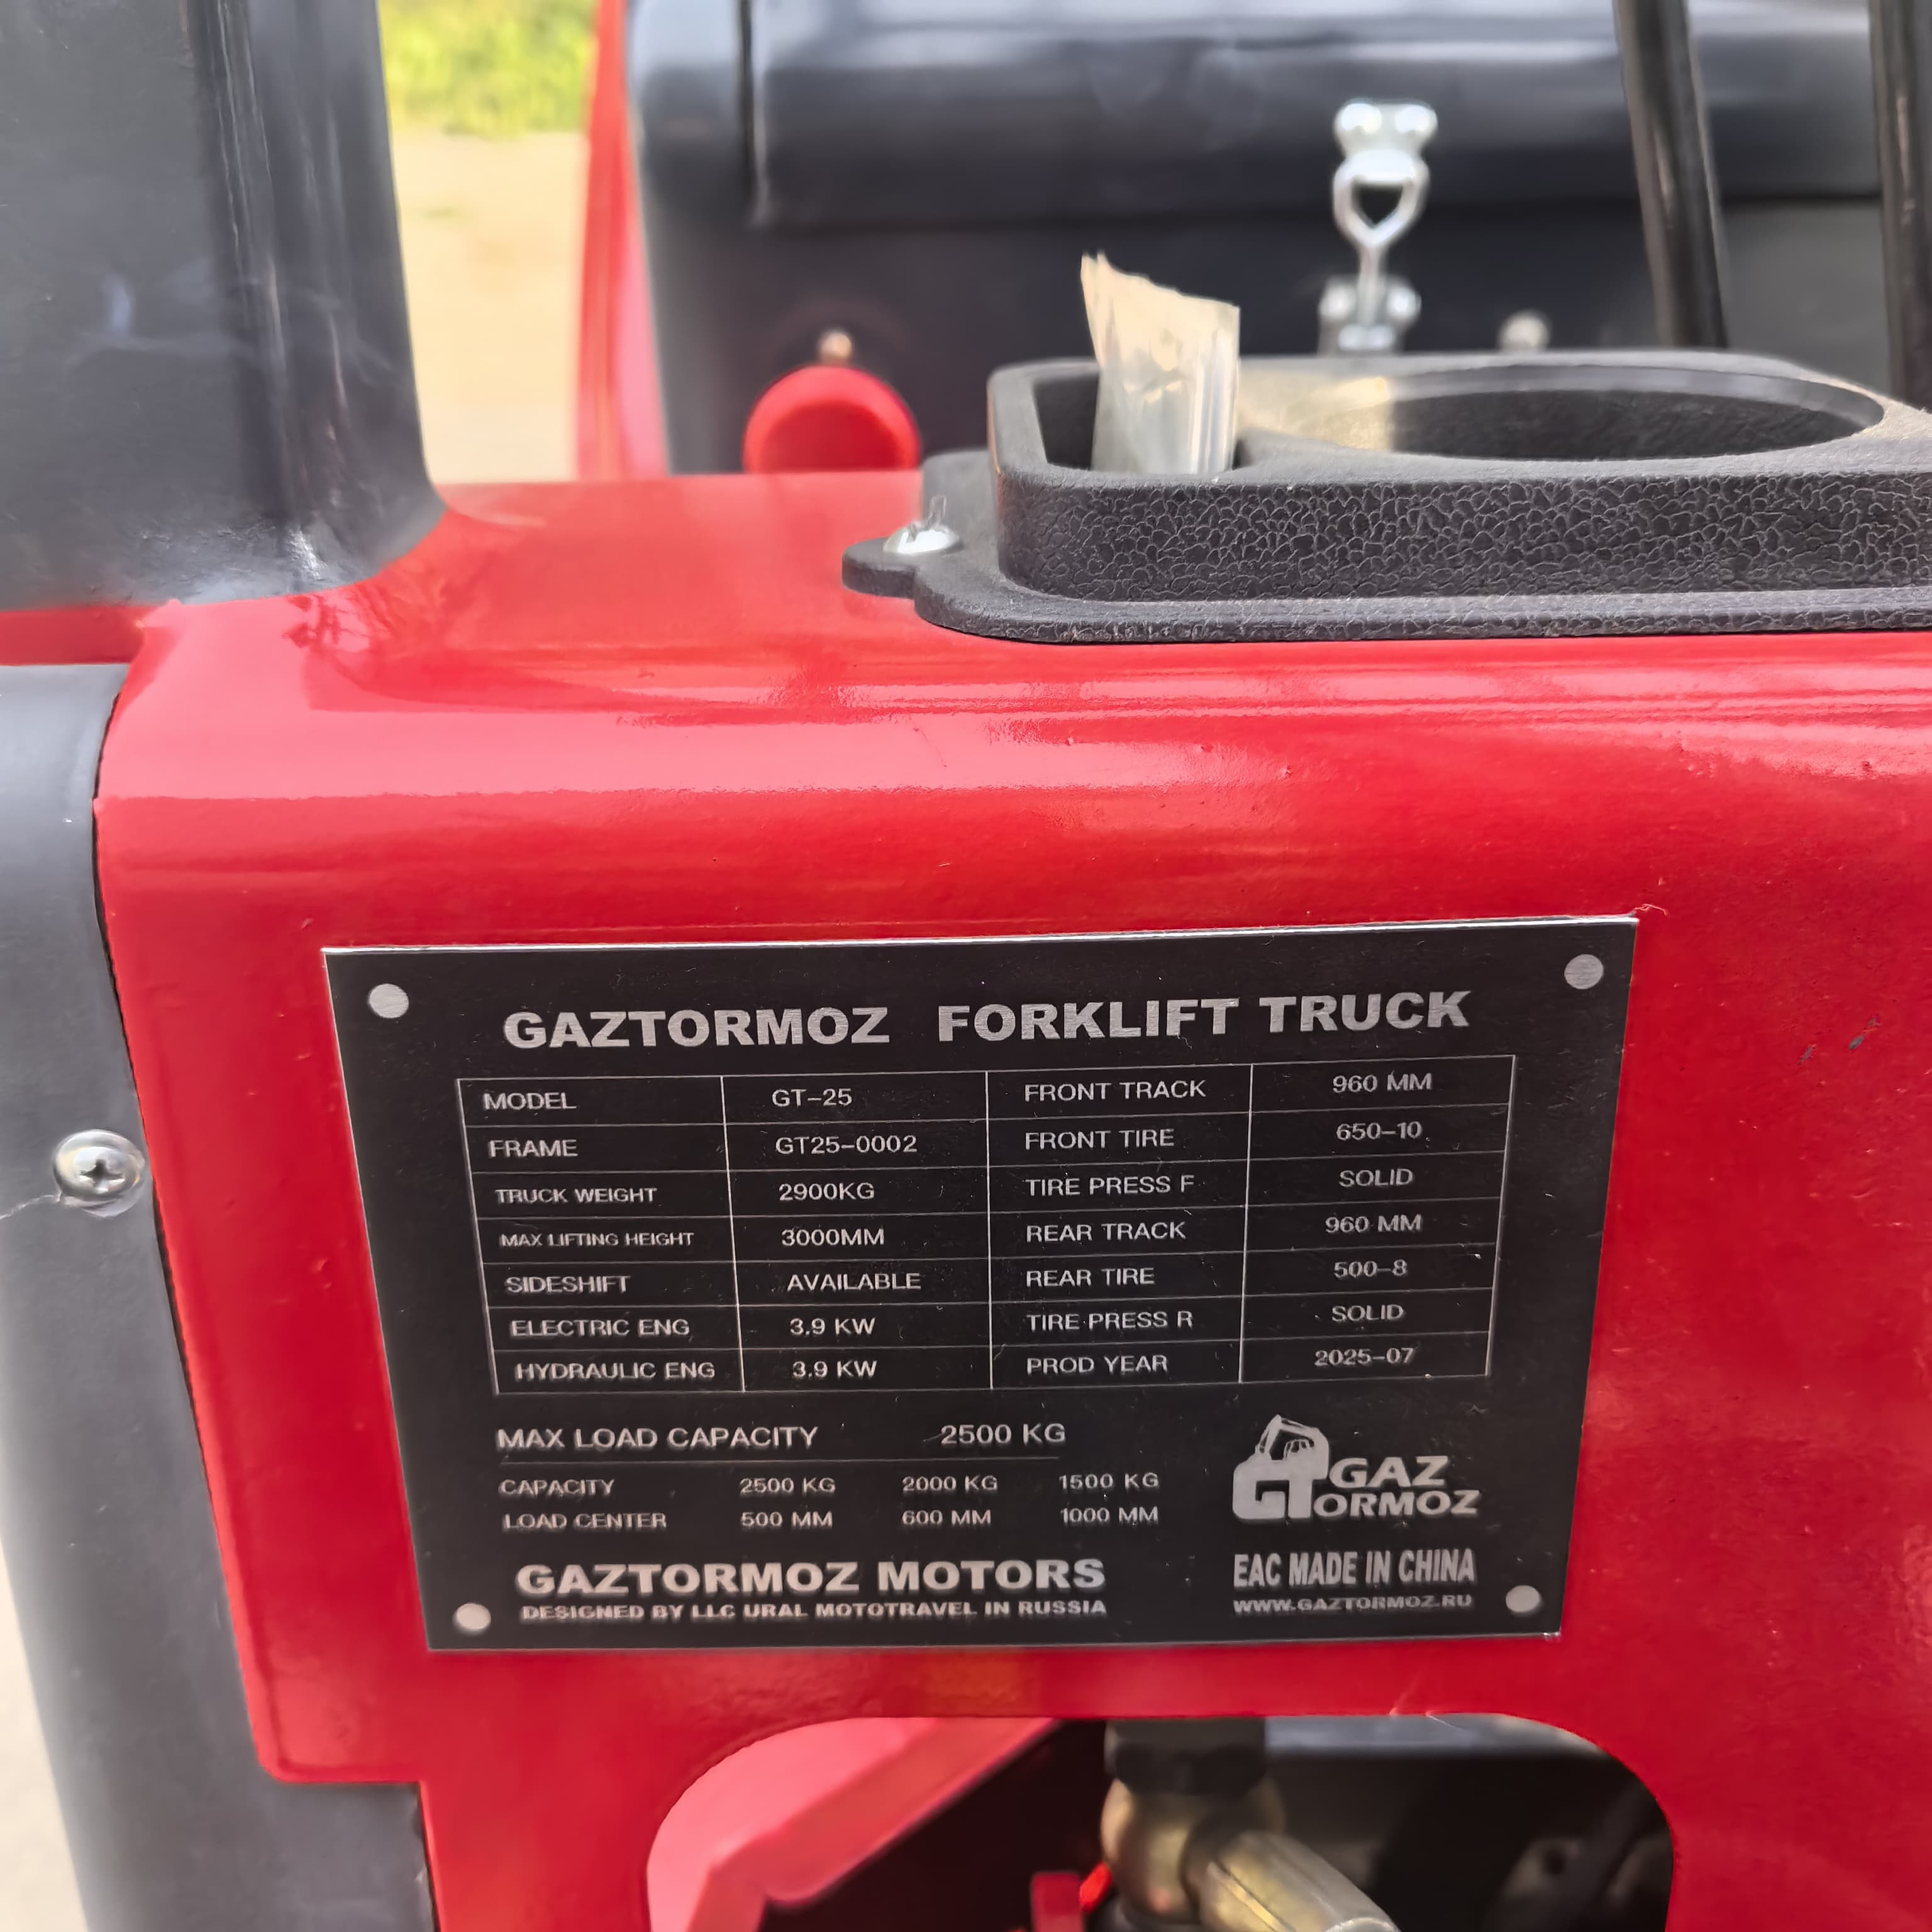 GAZTORMOZ FORKLIFT TRUCK
MODEL GT-25 FRONT TRACK 960 MM
FRAME GT25-0002 FRONT TIRE 650-10
TRUCK WEIGHT 2900KG TIRE PRESS F SOLID
MAX LIFTING HEIGHT 3000MM REAR TRACK 960 MM
SIDESHIFT AVAILABLE REAR TIRE 500-8
ELECTRIC ENG 3.9 KW TIRE PRESS R SOLID
HYDRAULIC ENG 3.9 KW PROD YEAR 2025-07
MAX LOAD CAPACITY 2500 KG
CAPACITY 2500 KG 2000 KG 1500 KG
LOAD CENTER 500 MM 600 MM 1000 MM
GT GAZ
ORMOZ
GAZTORMOZ MOTORS
DESIGNED BY LLC URAL MOTOTRAVEL IN RUSSIA
EAC MADE IN CHINA
WWW.GAZTORMOZ.RU